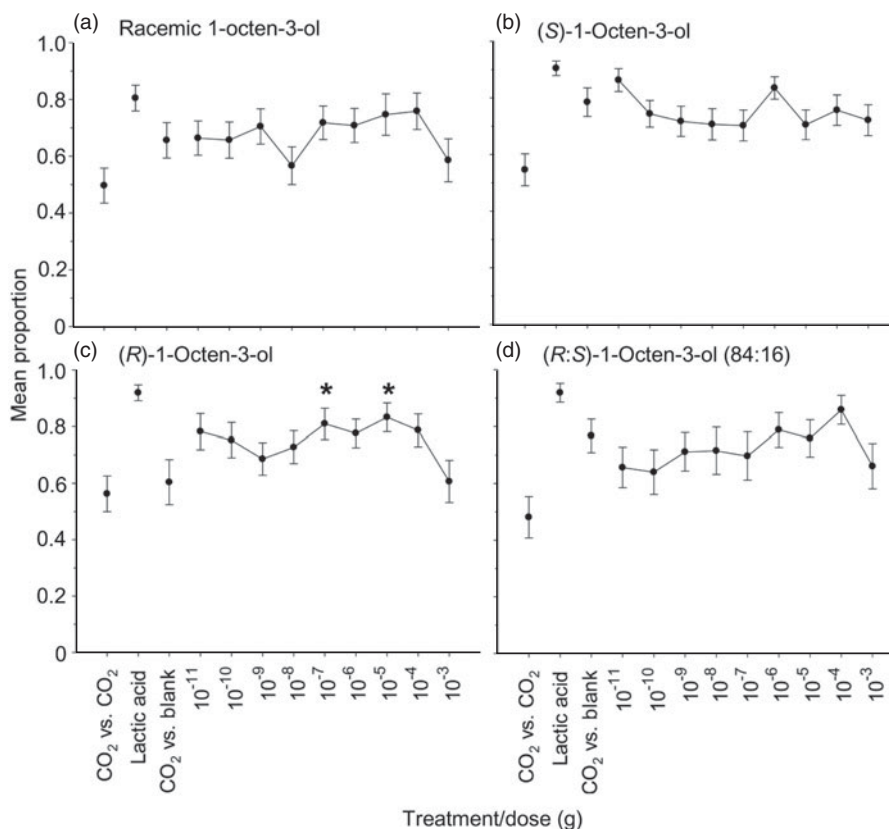 (a) Racemic 1-octen-3-ol
(b) (S)-1-Octen-3-ol
1.0
0.8
0.6
0.4
0.2
0
Mean proportion
(c) (R)-1-Octen-3-ol
(d) (R:S)-1-Octen-3-ol (84:16)
1.0
0.8
0.6
0.4
0.2
0
* *
CO₂ vs. CO₂
Lactic acid
CO₂ vs. blank
10⁻¹¹
10⁻¹⁰
10⁻⁹
10⁻⁸
10⁻⁷
10⁻⁶
10⁻⁵
10⁻⁴
10⁻³
CO₂ vs. CO₂
Lactic acid
CO₂ vs. blank
10⁻¹¹
10⁻¹⁰
10⁻⁹
10⁻⁸
10⁻⁷
10⁻⁶
10⁻⁵
10⁻⁴
10⁻³
Treatment/dose (g)